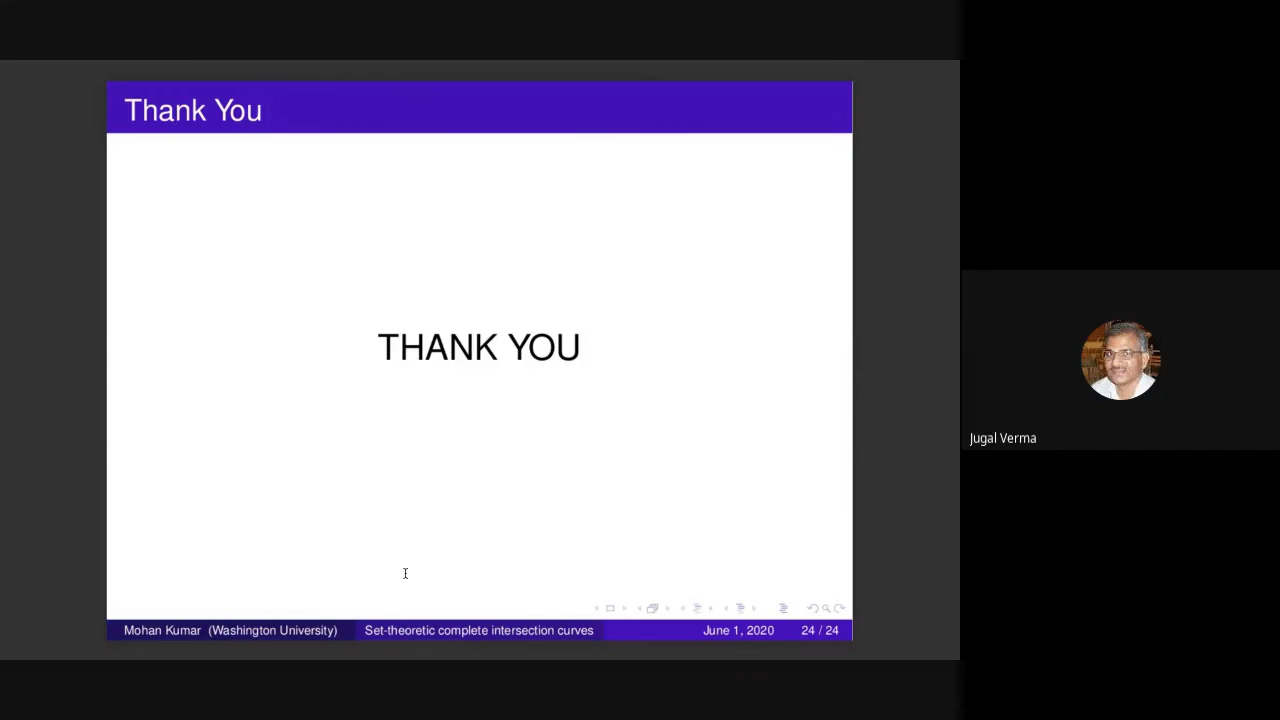 Thank You
THANK YOU
Jugal Verma
Mohan Kumar (Washington University) Set-theoretic complete intersection curves June 1, 2020 24 / 24